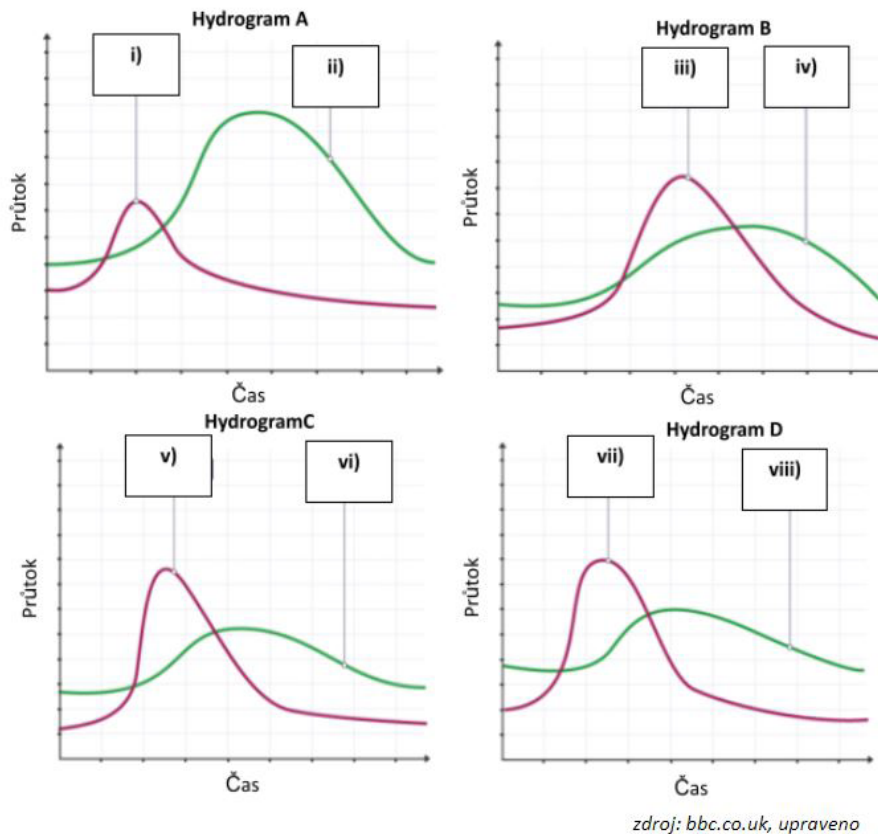 Hydrogram A
i)
ii)
Průtok
Čas
Hydrogram B
iii)
iv)
Průtok
Čas
HydrogramC
v)
vi)
Průtok
Čas
Hydrogram D
vii)
viii)
Průtok
Čas
zdroj: bbc.co.uk, upraveno